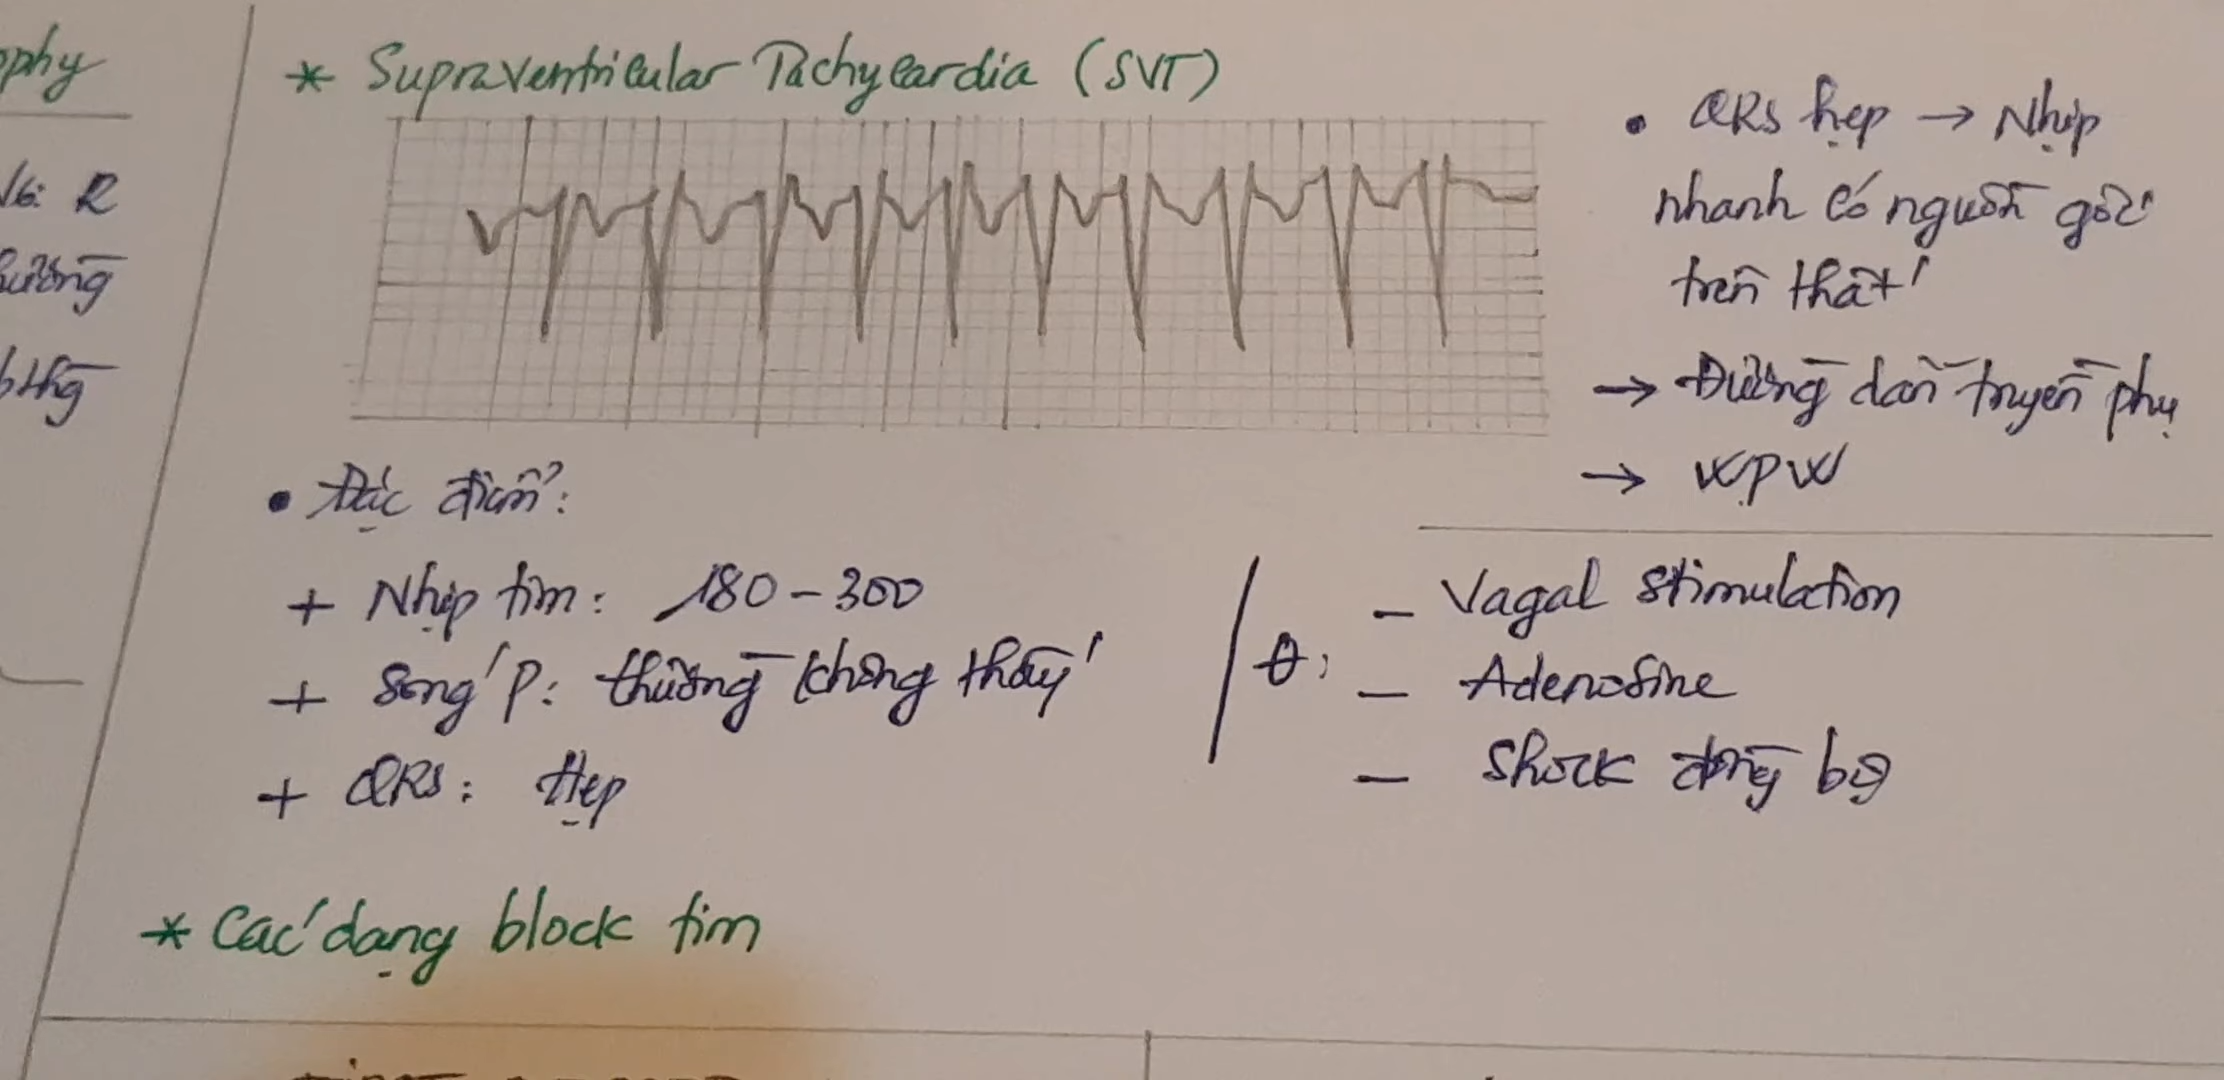 ophy
V6: R
* Supraventricular Tachycardia (SVT)
• QRS hẹp → Nhịp
nhanh có nguồn gốc
trên thất
→ Đường dẫn truyền phụ
→ WPW
• Đặc điểm:
+ Nhịp tim: 180 - 300
+ Sóng P: thường không thấy
+ QRS: Hẹp
θ: - Vagal stimulation
- Adenosine
- Shock đồng bộ
* Các dạng block tim